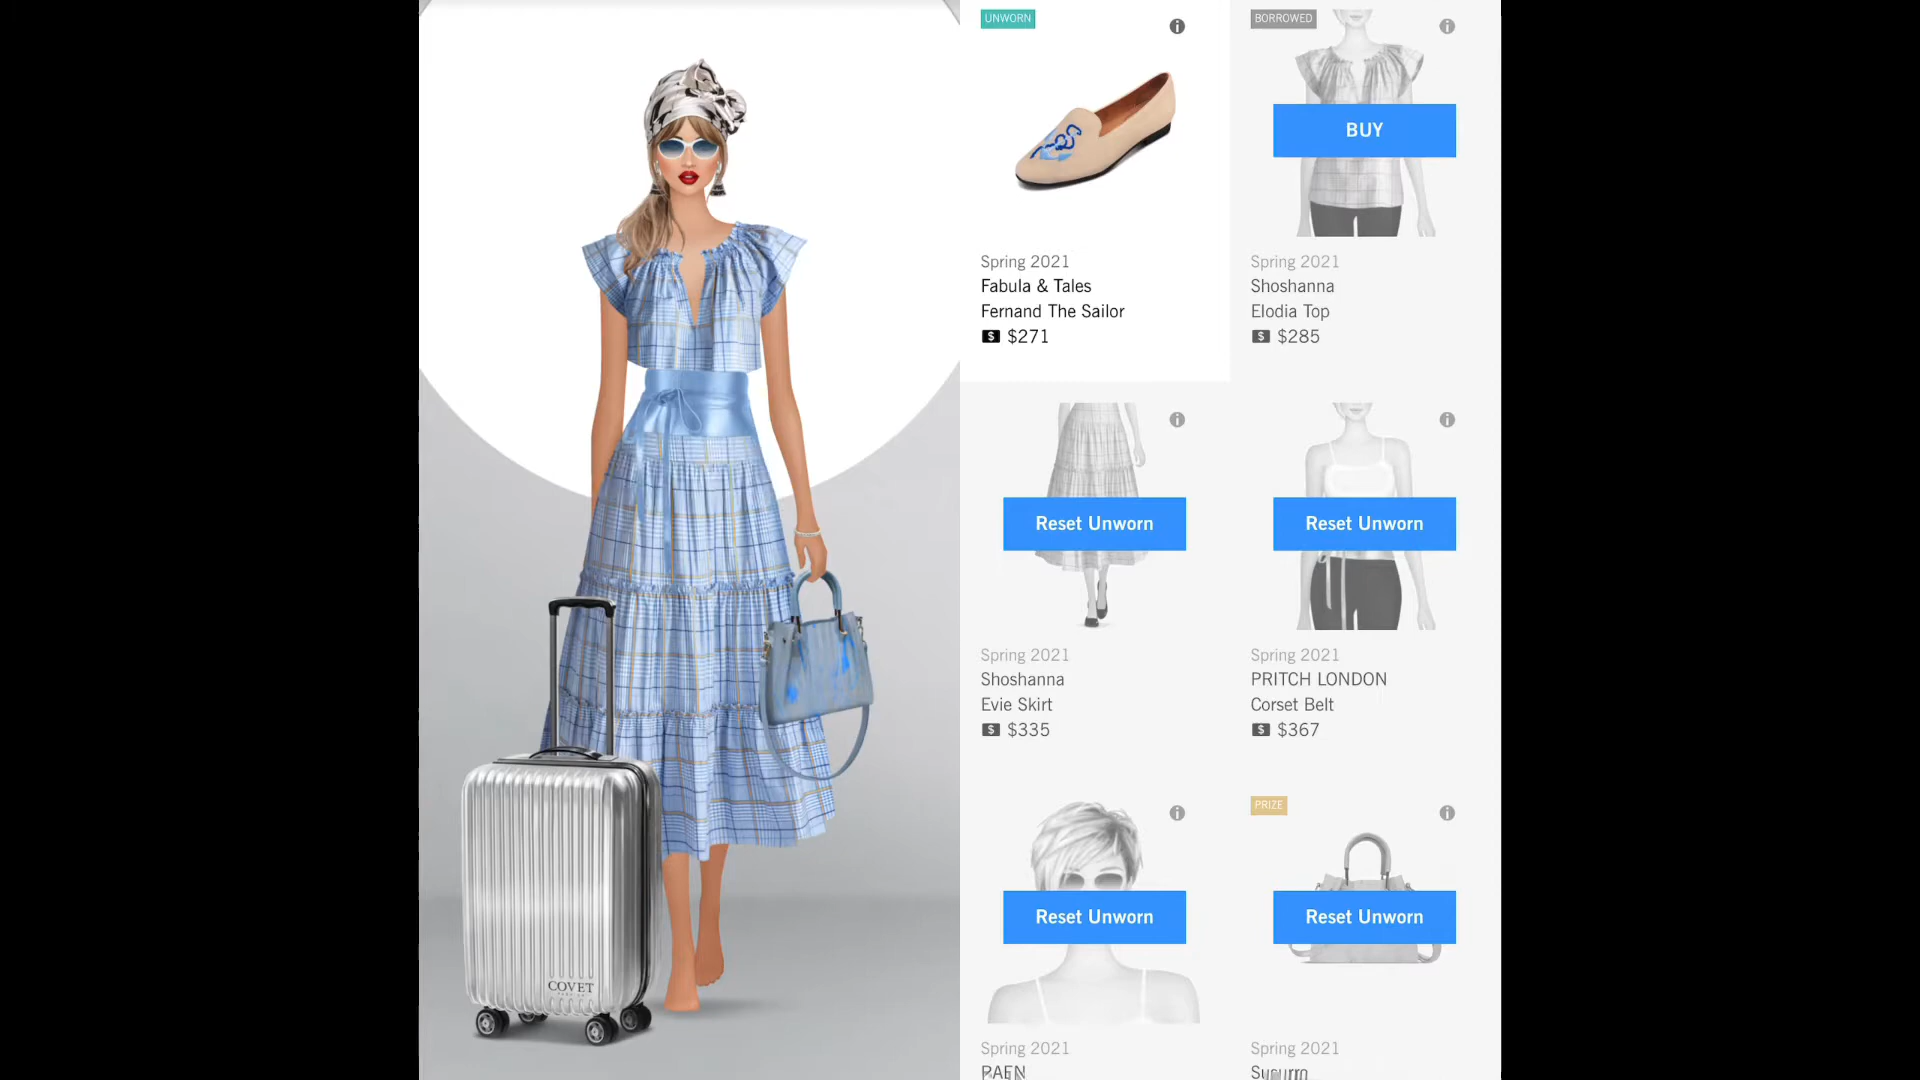 UNWORN
Spring 2021
Fabula & Tales
Fernand The Sailor
$ $271
BORROWED
BUY
Spring 2021
Shoshanna
Elodia Top
$ $285
Reset Unworn
Spring 2021
Shoshanna
Evie Skirt
$ $335
Reset Unworn
Spring 2021
PRITCH LONDON
Corset Belt
$ $367
Reset Unworn
Spring 2021
RAEN
PRIZE
Reset Unworn
Spring 2021
Susurro
COVET